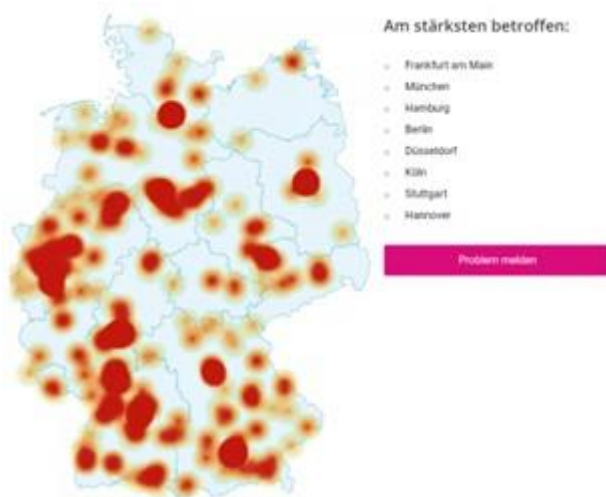 Am stärksten betroffen:
Frankfurt am Main
München
Hamburg
Berlin
Düsseldorf
Köln
Stuttgart
Hannover
Problem melden